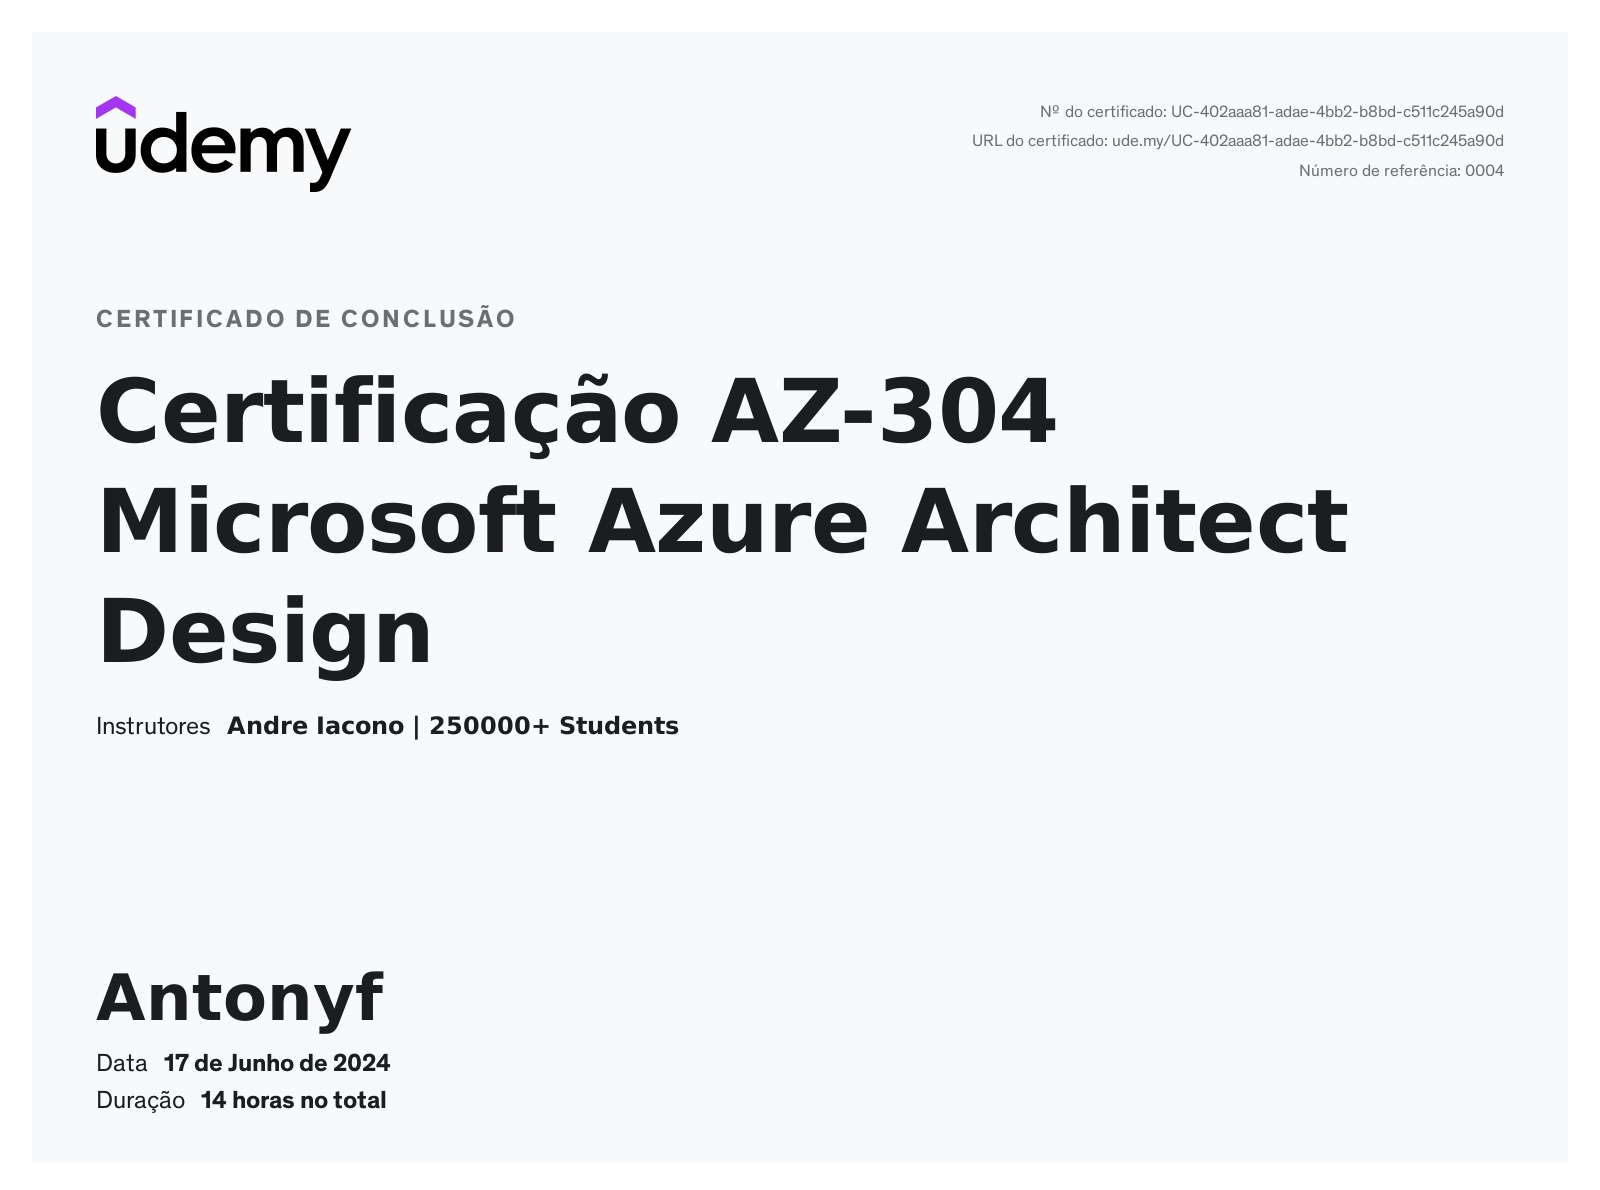 udemy
Nº do certificado: UC-402aaa81-adae-4bb2-b8bd-c511c245a90d
URL do certificado: ude.my/UC-402aaa81-adae-4bb2-b8bd-c511c245a90d
Número de referência: 0004
CERTIFICADO DE CONCLUSÃO
Certificação AZ-304
Microsoft Azure Architect
Design
Instrutores Andre Iacono | 250000+ Students
Antonyf
Data 17 de Junho de 2024
Duração 14 horas no total